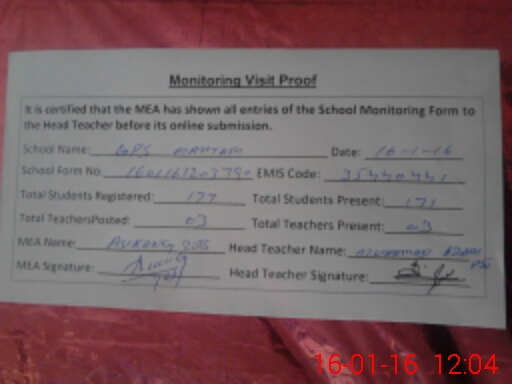 Monitoring Visit Proof
It is certified that the MEA has shown all entries of the School Monitoring Form to
the Head Teacher before its online submission.
School Name: GPS Date: 16-1-16
School Form No EMIS Code: 35440441
Total Students Registered: 177 Total Students Present: 171
Total TeachersPosted: 03 Total Teachers Present: 03
MEA Name: Head Teacher Name:
MEA Signature: Head Teacher Signature:
16-01-16 12:04